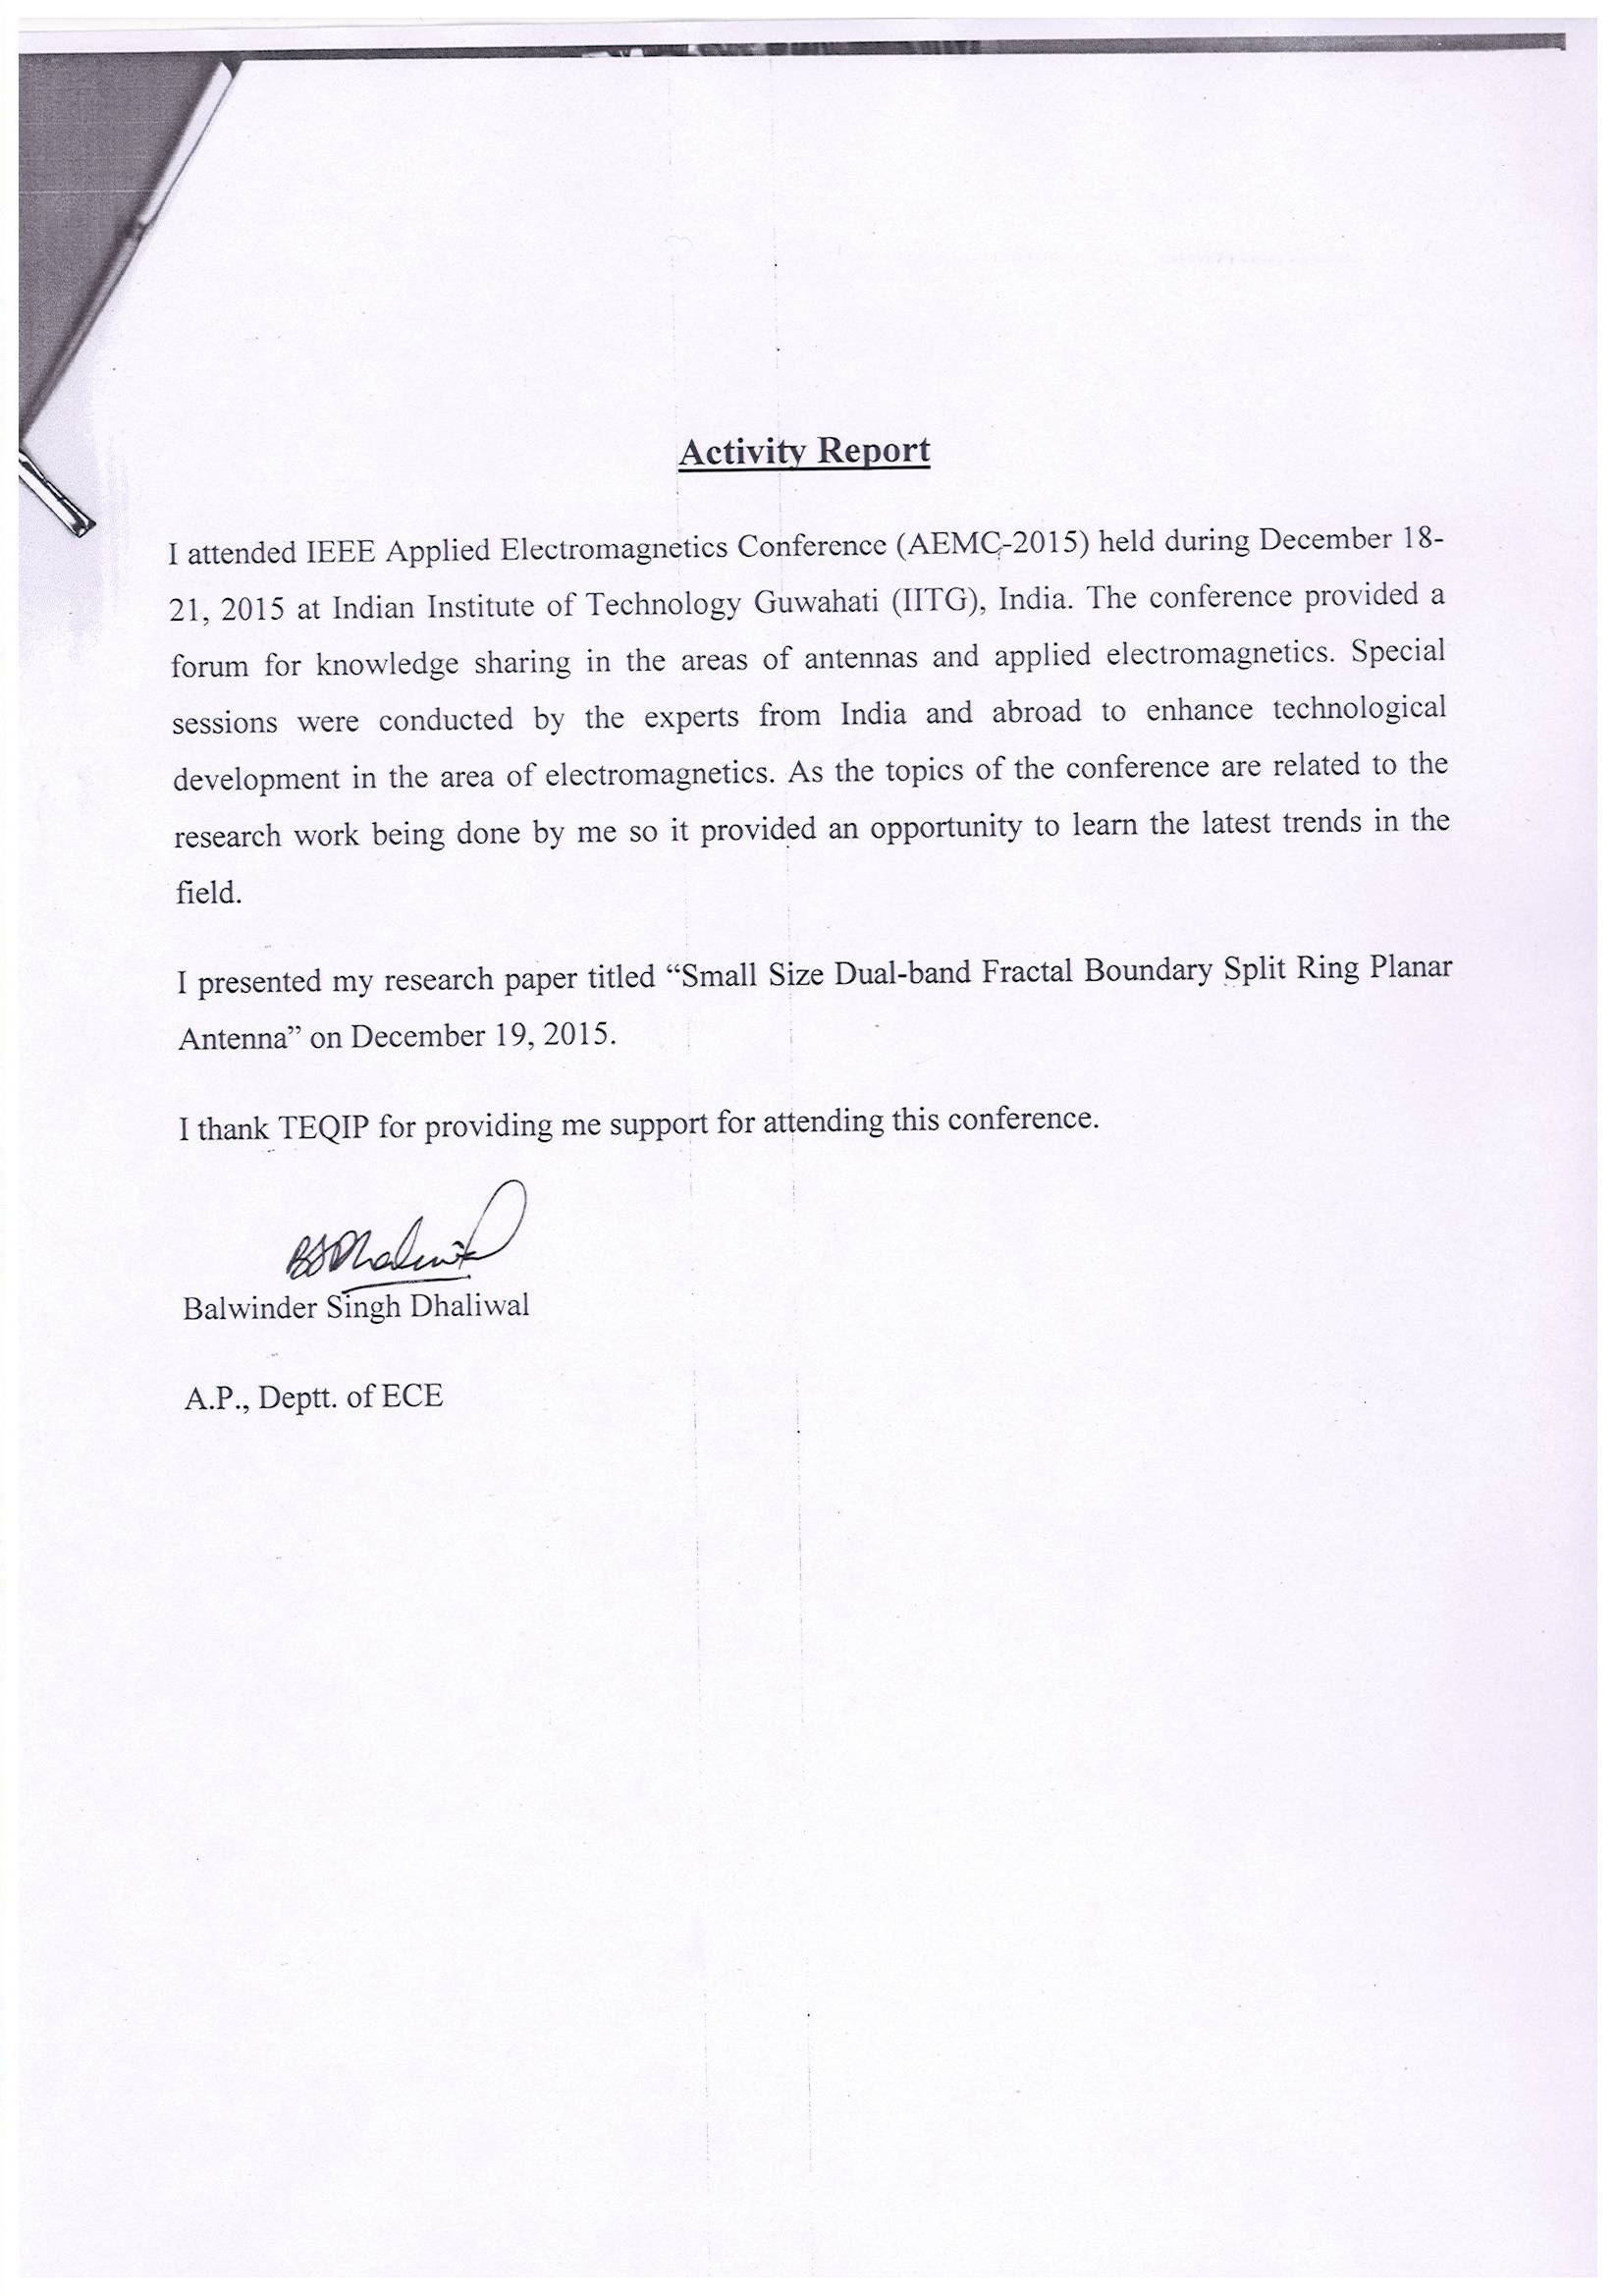 Activity Report
I attended IEEE Applied Electromagnetics Conference (AEMC-2015) held during December 18-
21, 2015 at Indian Institute of Technology Guwahati (IITG), India. The conference provided a
forum for knowledge sharing in the areas of antennas and applied electromagnetics. Special
sessions were conducted by the experts from India and abroad to enhance technological
development in the area of electromagnetics. As the topics of the conference are related to the
research work being done by me so it provided an opportunity to learn the latest trends in the
field.
I presented my research paper titled “Small Size Dual-band Fractal Boundary Split Ring Planar
Antenna” on December 19, 2015.
I thank TEQIP for providing me support for attending this conference.
BSDhaliwal
Balwinder Singh Dhaliwal
A.P., Deptt. of ECE